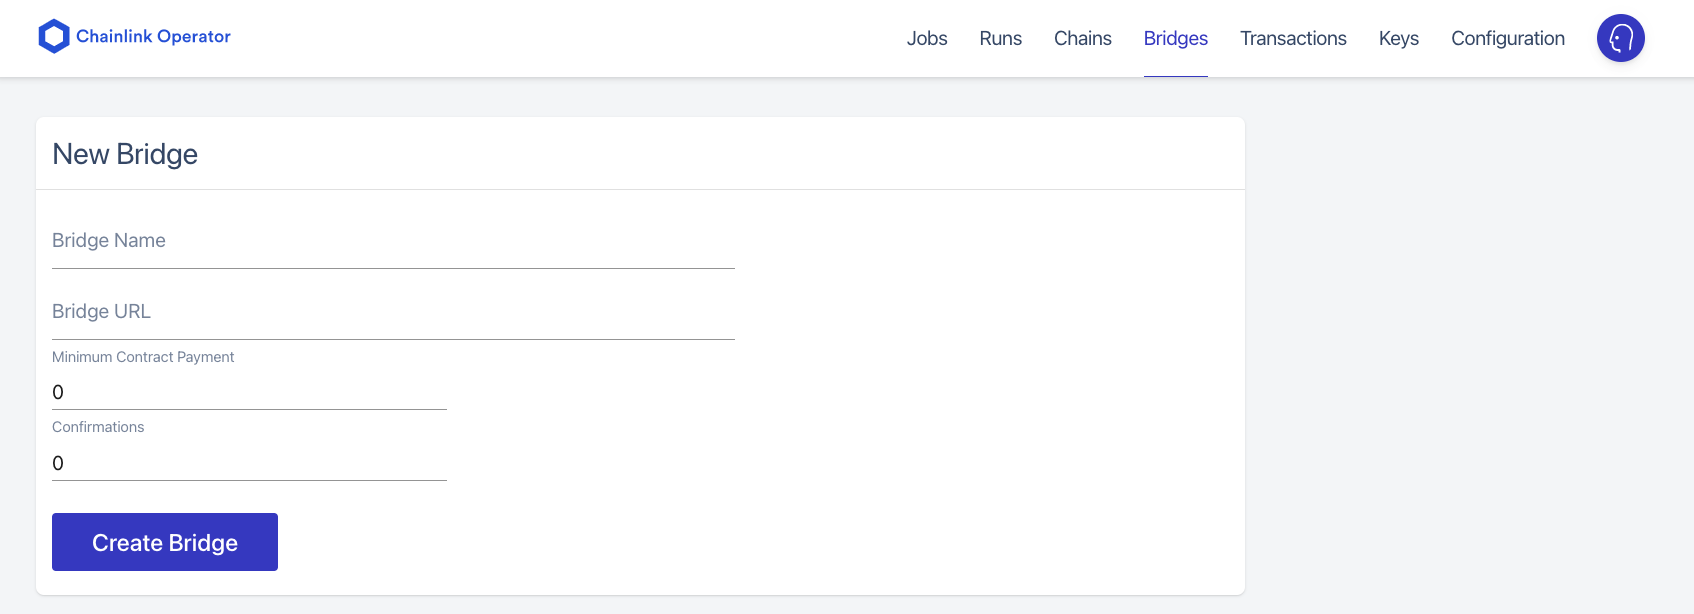 Chainlink Operator
Jobs Runs Chains Bridges Transactions Keys Configuration
New Bridge
Bridge Name
Bridge URL
Minimum Contract Payment
0
Confirmations
0
Create Bridge